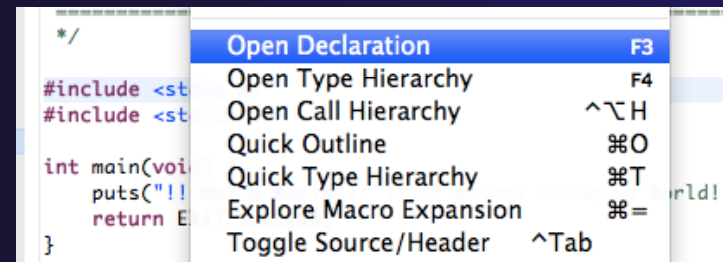 */
Open Declaration F3
#include <st Open Type Hierarchy F4
#include <st Open Call Hierarchy ^⌥H
Quick Outline ⌘O
int main(voi Quick Type Hierarchy ⌘T
puts("!! Explore Macro Expansion ⌘= rld!
return E Toggle Source/Header ^Tab
}